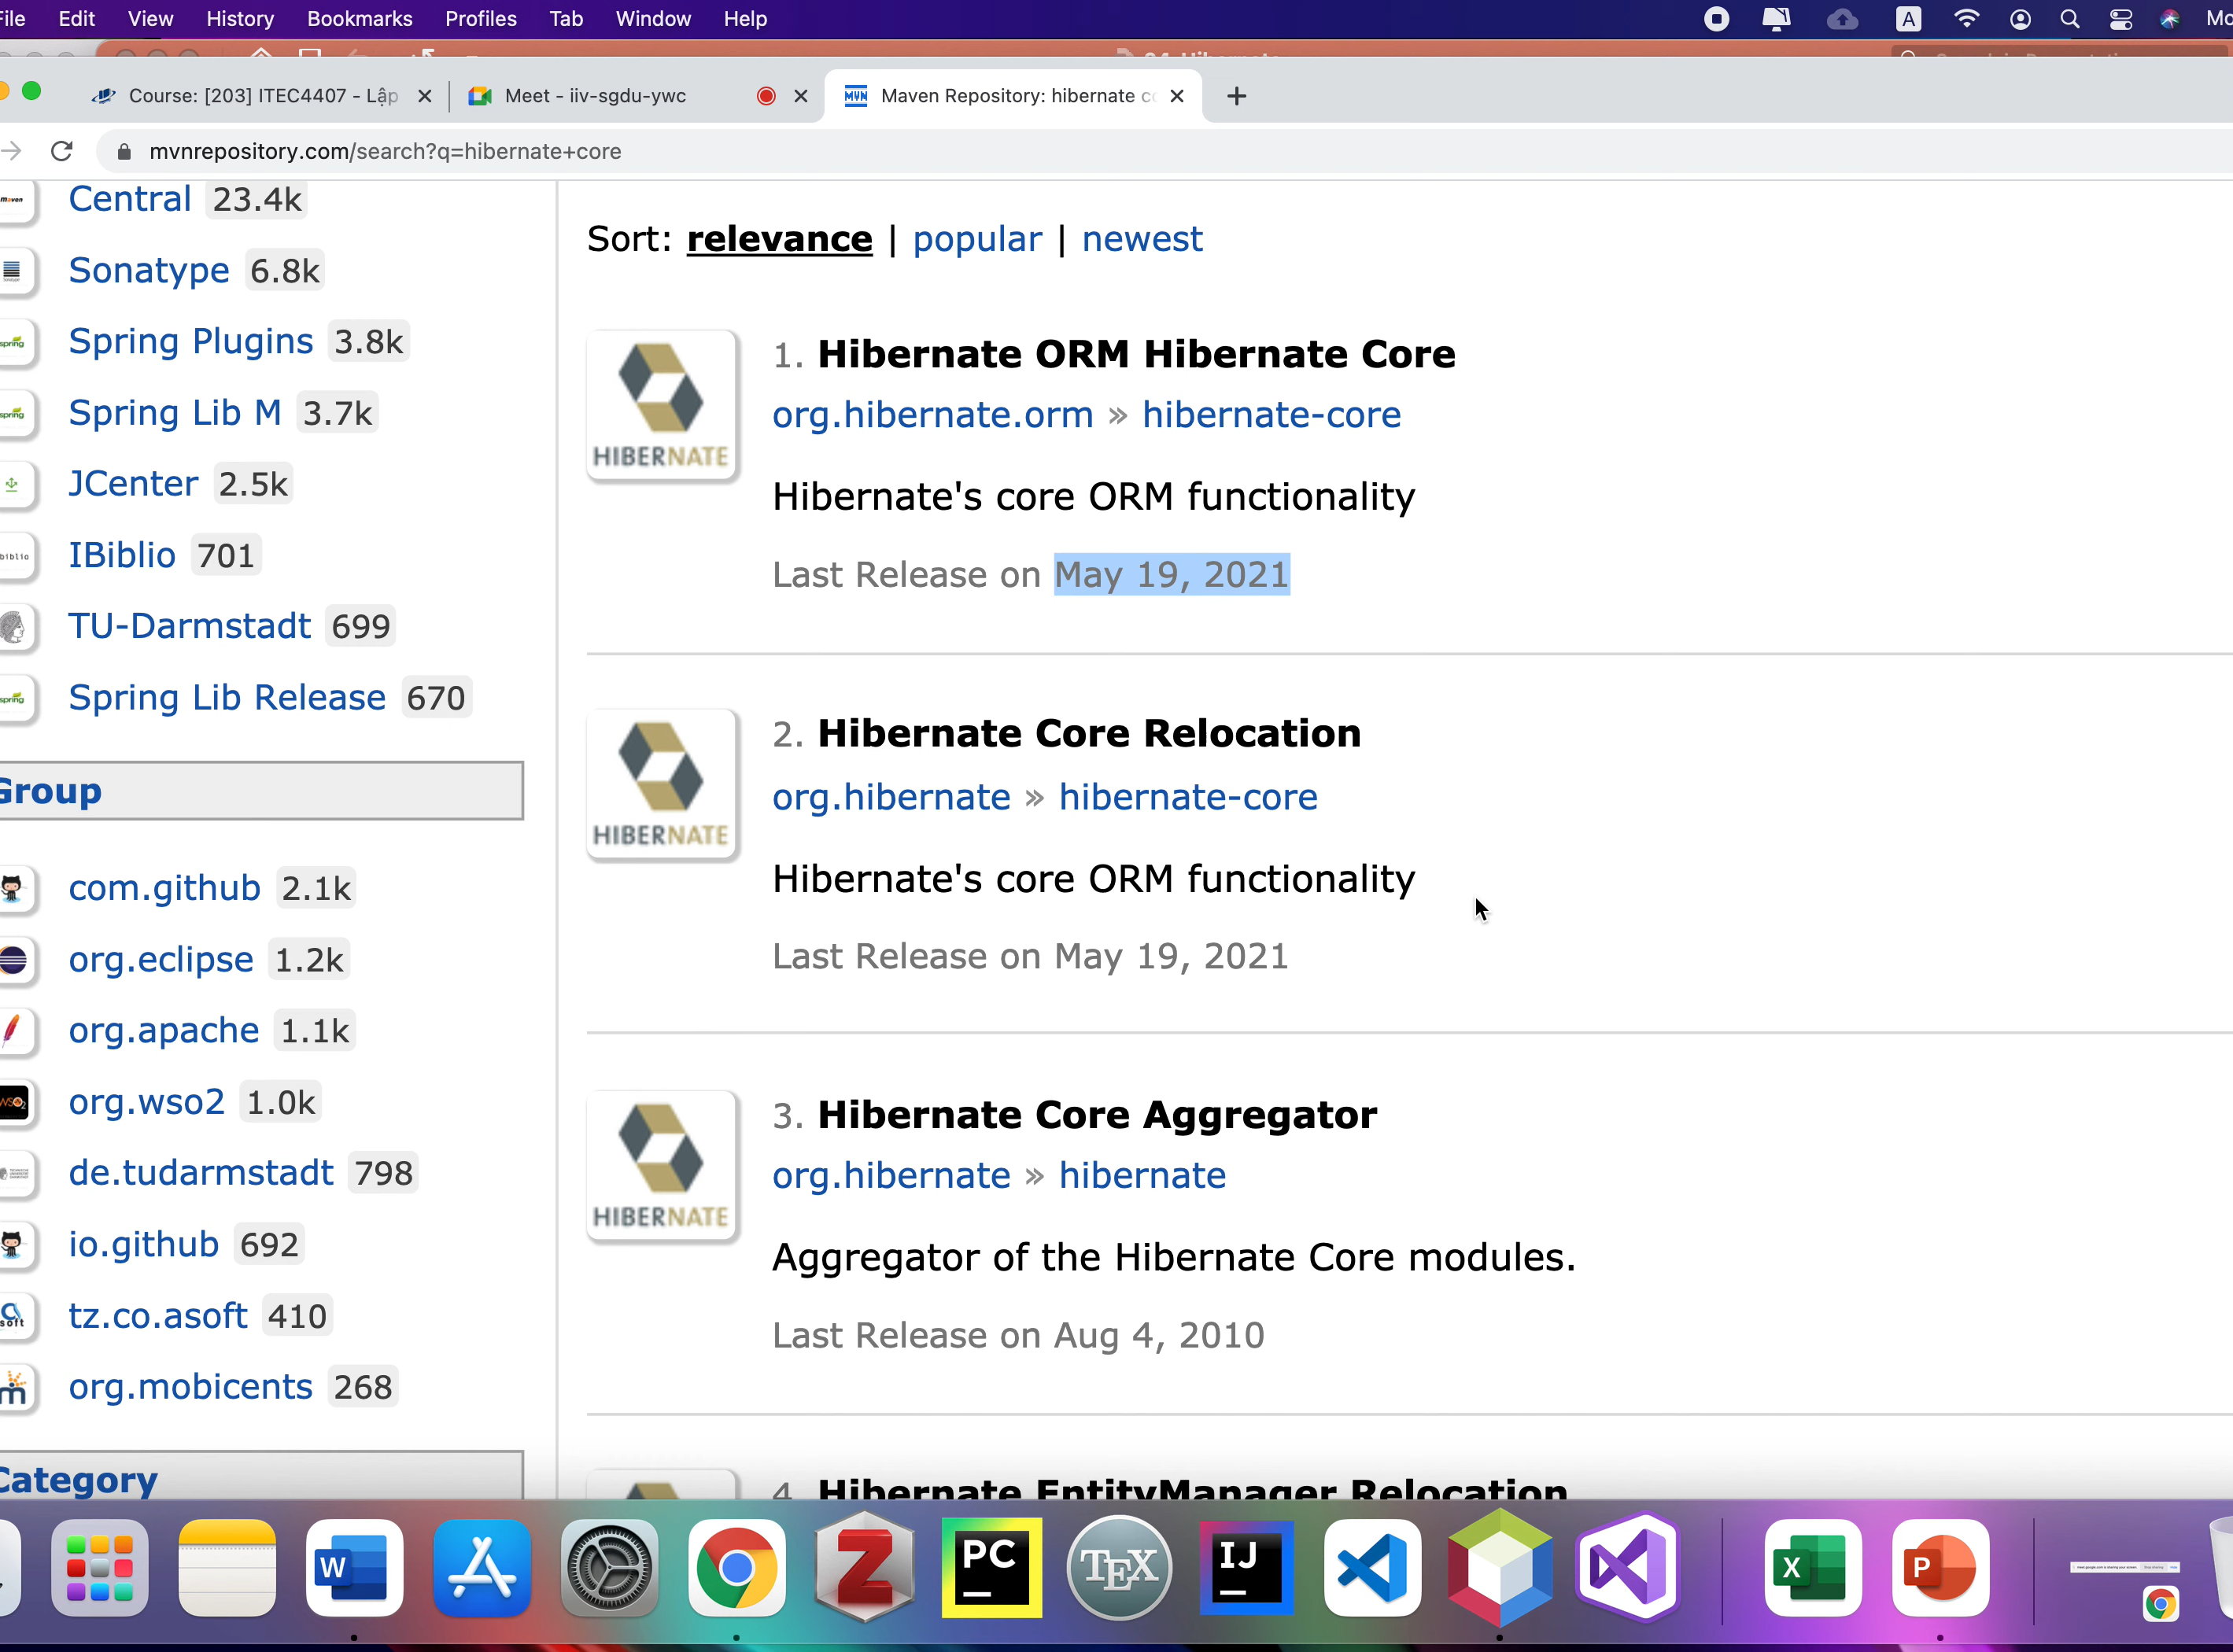 File Edit View History Bookmarks Profiles Tab Window Help
A
Course: [203] ITEC4407 - Lập
Meet - iiv-sgdu-ywc
MVN Maven Repository: hibernate co
mvnrepository.com/search?q=hibernate+core
Central 23.4k
Sonatype 6.8k
Spring Plugins 3.8k
Spring Lib M 3.7k
JCenter 2.5k
IBiblio 701
TU-Darmstadt 699
Spring Lib Release 670
Group
com.github 2.1k
org.eclipse 1.2k
org.apache 1.1k
org.wso2 1.0k
de.tudarmstadt 798
io.github 692
tz.co.asoft 410
org.mobicents 268
Category
Sort: relevance | popular | newest
HIBERNATE
1. Hibernate ORM Hibernate Core
org.hibernate.orm » hibernate-core
Hibernate's core ORM functionality
Last Release on May 19, 2021
HIBERNATE
2. Hibernate Core Relocation
org.hibernate » hibernate-core
Hibernate's core ORM functionality
Last Release on May 19, 2021
HIBERNATE
3. Hibernate Core Aggregator
org.hibernate » hibernate
Aggregator of the Hibernate Core modules.
Last Release on Aug 4, 2010
4. Hibernate EntityManager Relocation
W
Z
PC
TEX
IJ
X
P